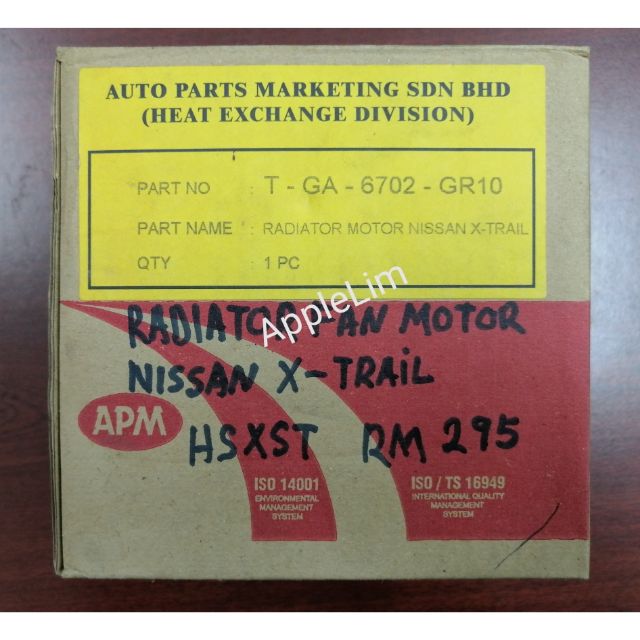 AUTO PARTS MARKETING SDN BHD
(HEAT EXCHANGE DIVISION)
PART NO : T - GA - 6702 - GR10
PART NAME : RADIATOR MOTOR NISSAN X-TRAIL
QTY : 1 PC
AppleLim
RADIATOR FAN MOTOR
NISSAN X-TRAIL
APM
HSXST RM 295
ISO 14001
ENVIRONMENTAL
MANAGEMENT
SYSTEM
ISO / TS 16949
INTERNATIONAL QUALITY
MANAGEMENT
SYSTEM